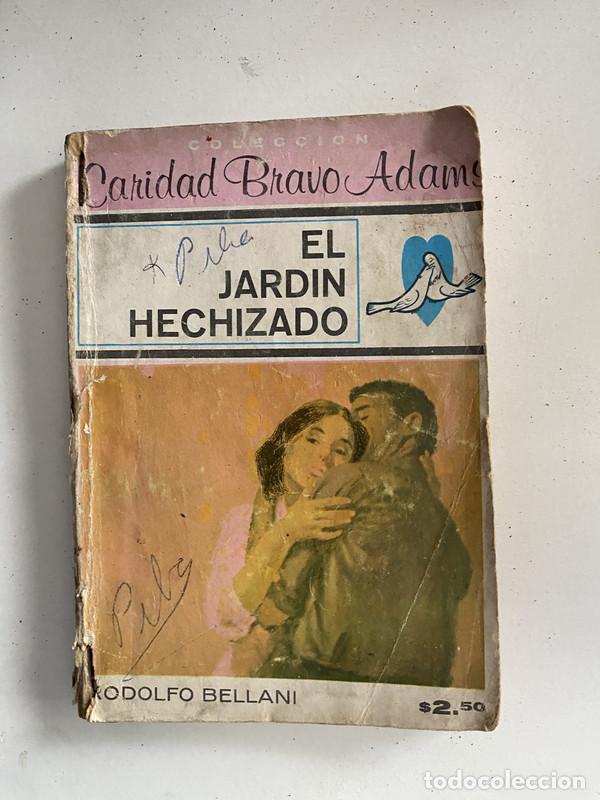 COLECCION
Caridad Bravo Adams
EL
JARDIN
HECHIZADO
RODOLFO BELLANI
$2.50
todocoleccion